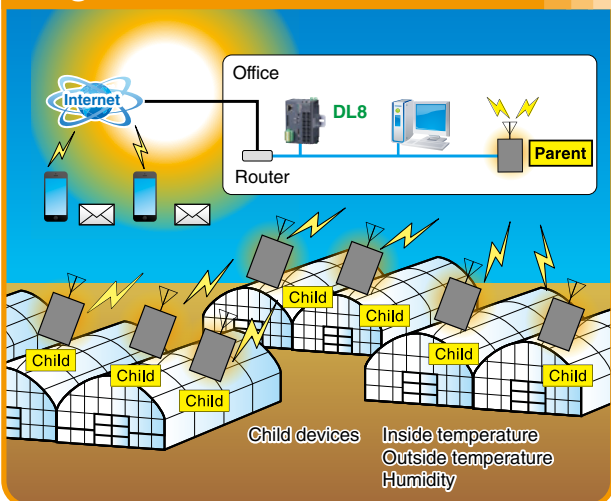 Office
Internet
DL8
Parent
Router
Child
Child
Child
Child
Child
Child
Child
Child devices Inside temperature
Outside temperature
Humidity